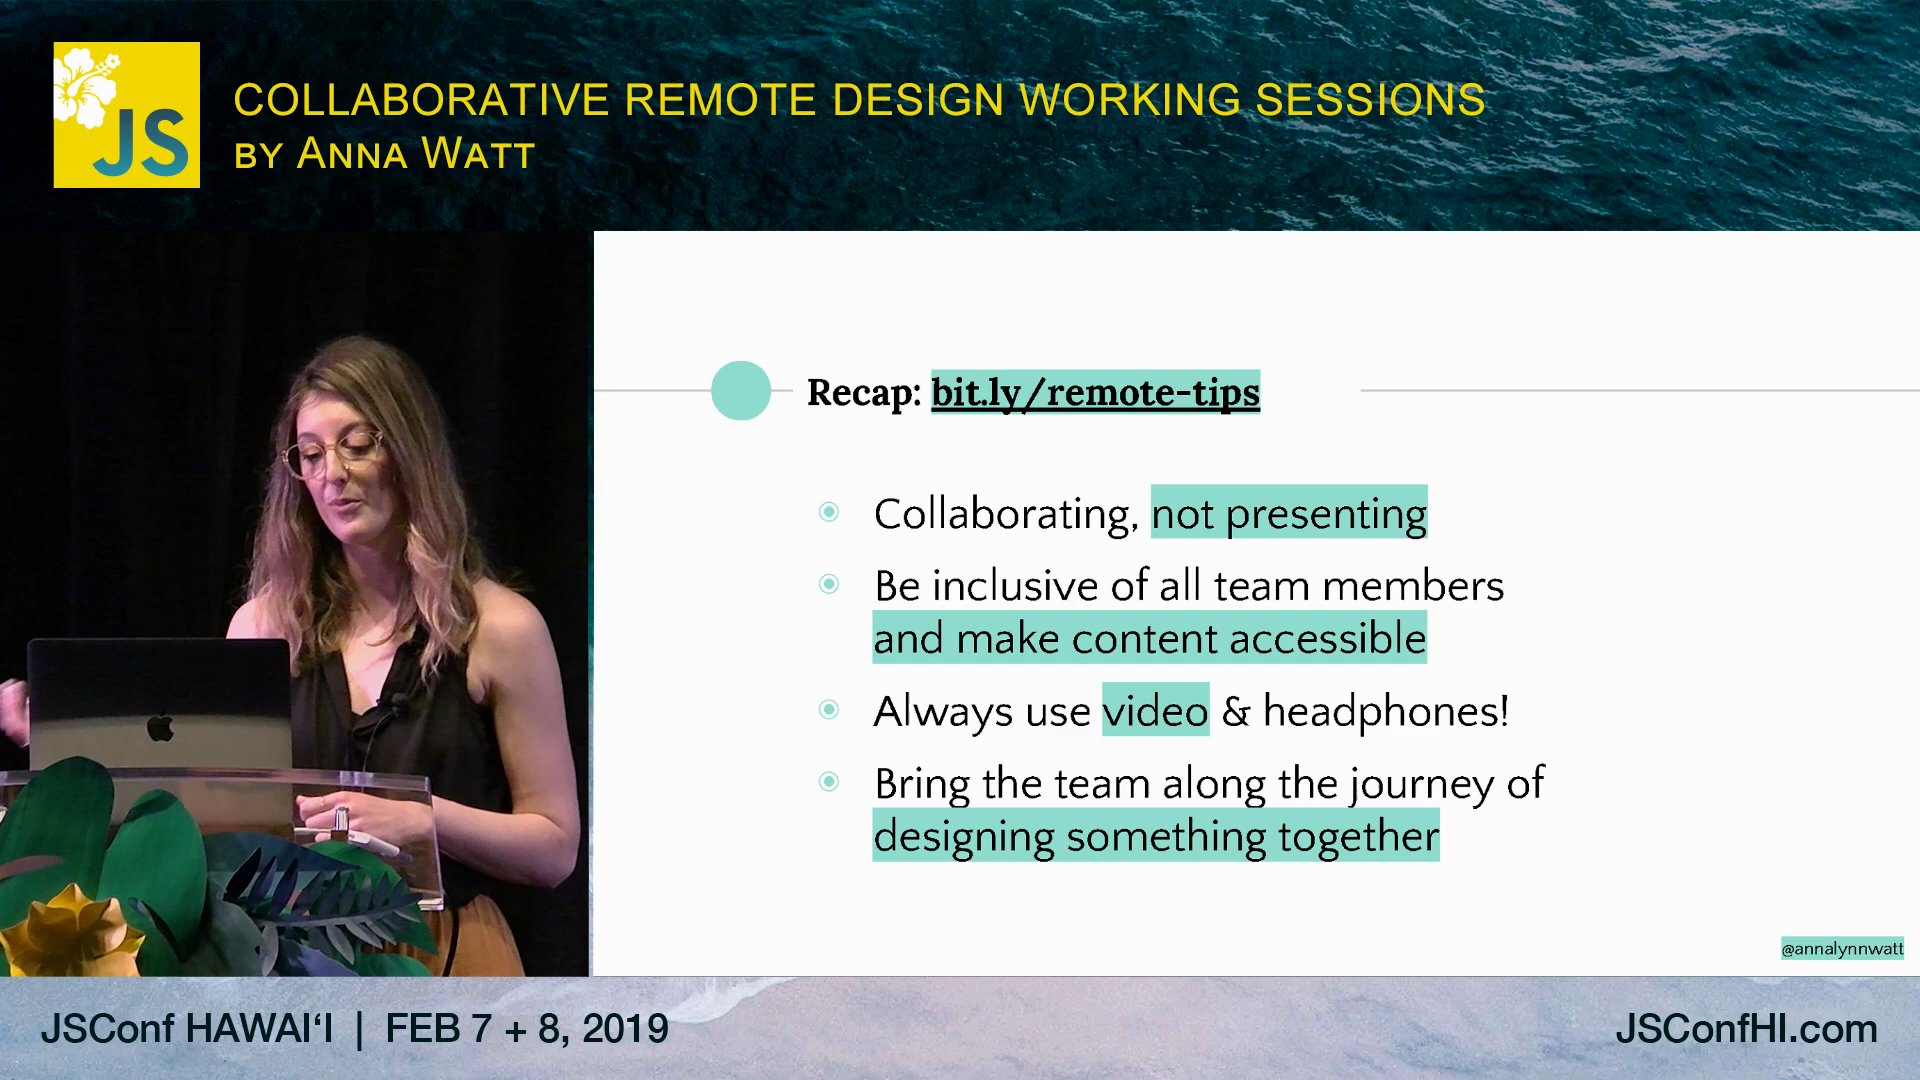 JS
COLLABORATIVE REMOTE DESIGN WORKING SESSIONS
BY ANNA WATT
Recap: bit.ly/remote-tips
Collaborating, not presenting
Be inclusive of all team members
and make content accessible
Always use video & headphones!
Bring the team along the journey of
designing something together
@annalynnwatt
JSConf HAWAI‘I | FEB 7 + 8, 2019
JSConfHI.com